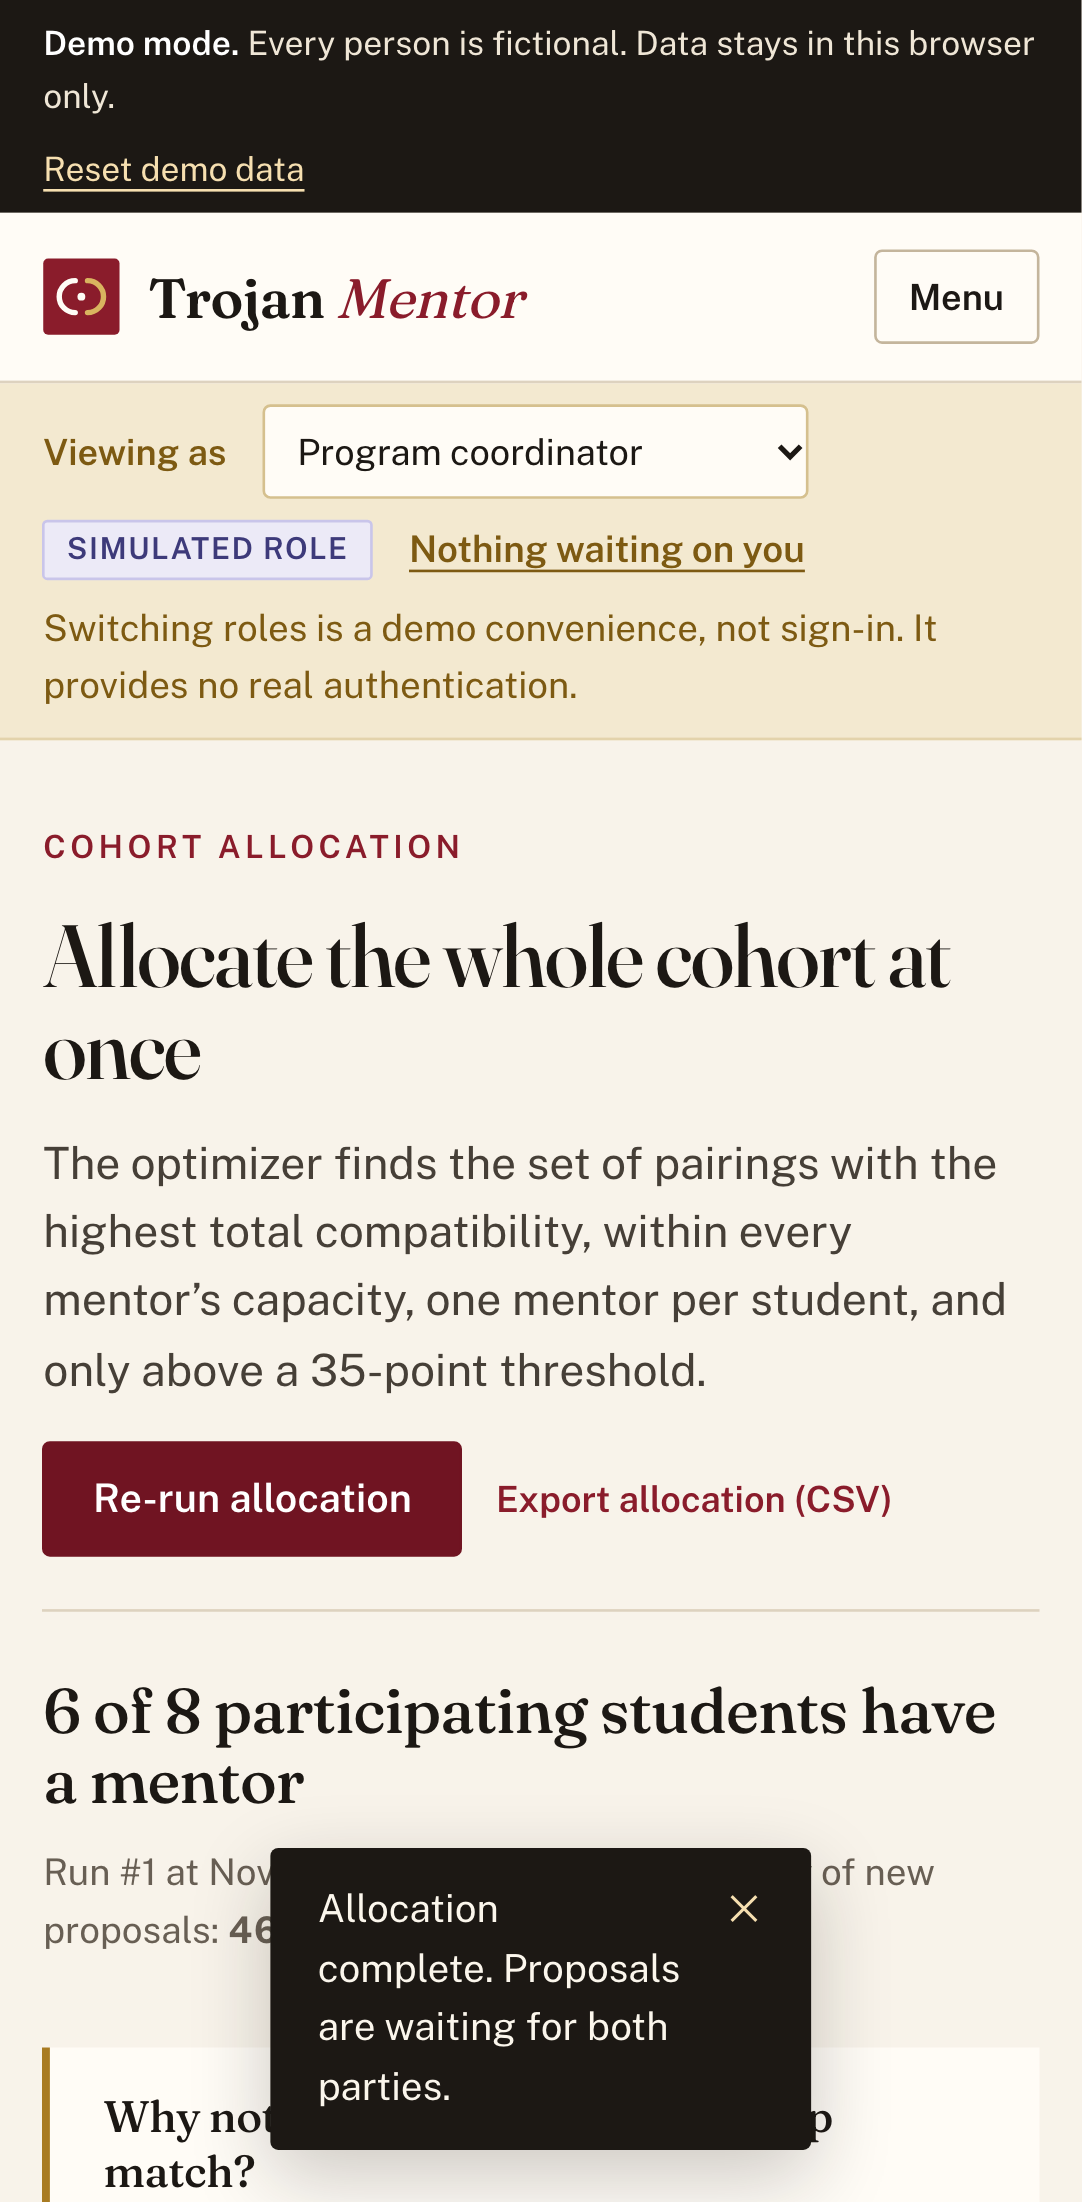 Demo mode. Every person is fictional. Data stays in this browser
only.
Reset demo data
Trojan Mentor
Menu
Viewing as
Program coordinator
SIMULATED ROLE
Nothing waiting on you
Switching roles is a demo convenience, not sign-in. It
provides no real authentication.
COHORT ALLOCATION
Allocate the whole cohort at
once
The optimizer finds the set of pairings with the
highest total compatibility, within every
mentor’s capacity, one mentor per student, and
only above a 35-point threshold.
Re-run allocation
Export allocation (CSV)
6 of 8 participating students have
a mentor
Run #1 at Nov
of new
proposals: 46
Allocation
complete. Proposals
are waiting for both
parties.
Why not
match?